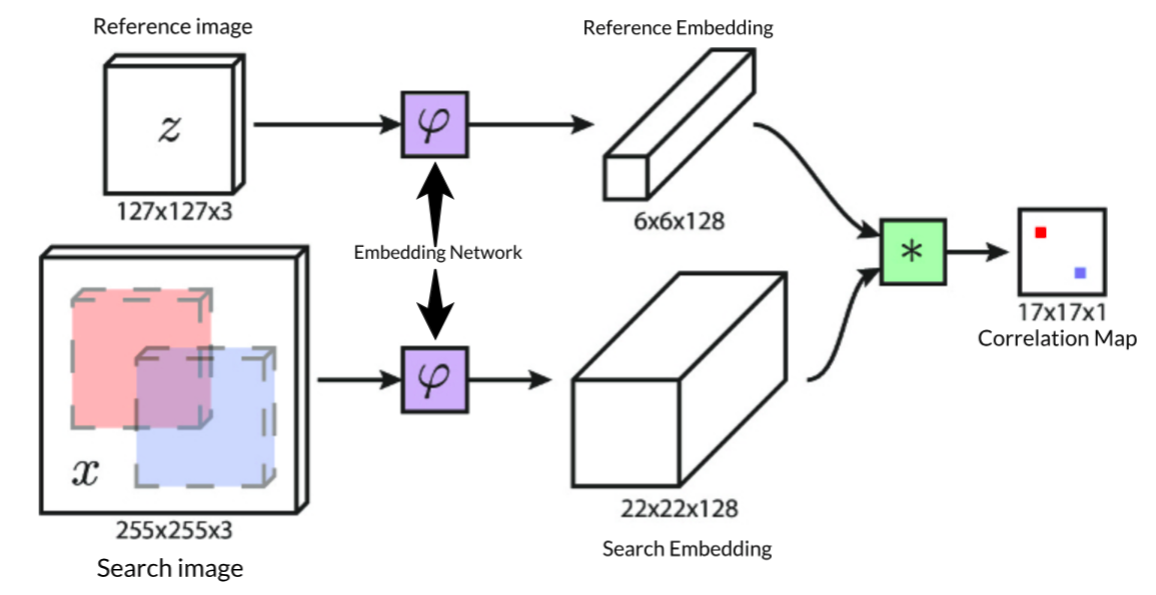 Reference image
z
127x127x3
φ
Reference Embedding
6x6x128
Embedding Network
*
17x17x1
Correlation Map
x
255x255x3
Search image
φ
22x22x128
Search Embedding